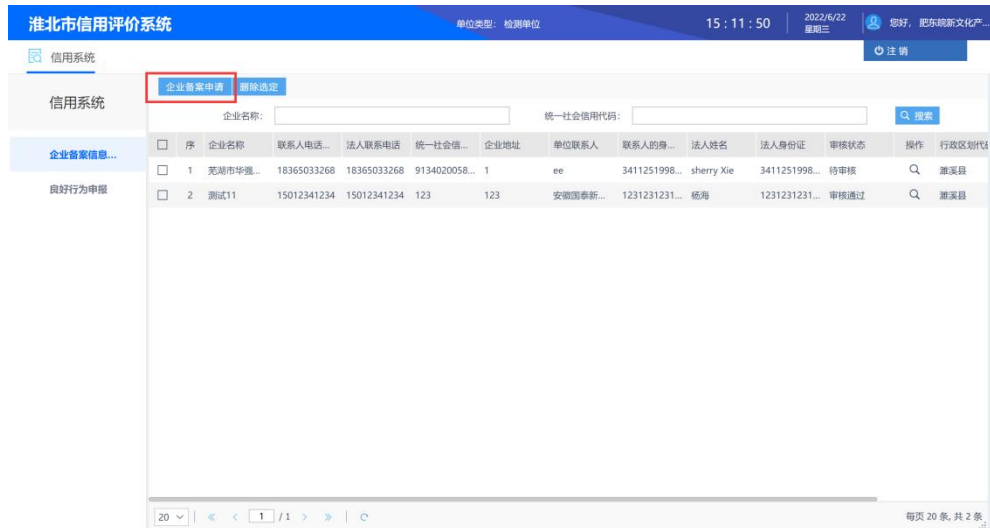 淮北市信用评价系统 单位类型: 检测单位 15 : 11 : 50 2022/6/22 星期三 您好, 肥东皖新文化产...
信用系统 注 销
信用系统
企业备案信息...
良好行为申报
企业备案申请 删除选定
企业名称: 统一社会信用代码: 搜索
序 企业名称 联系人电话... 法人联系电话 统一社会信... 企业地址 单位联系人 联系人的身... 法人姓名 法人身份证 审核状态 操作 行政区划代码
1 芜湖市华强... 18365033268 18365033268 9134020058... 1 ee 3411251998... sherry Xie 3411251998... 待审核 濉溪县
2 测试11 15012341234 15012341234 123 123 安徽国泰新... 1231231231... 杨海 1231231231... 审核通过 濉溪县
20 1 / 1 每页 20 条, 共 2 条